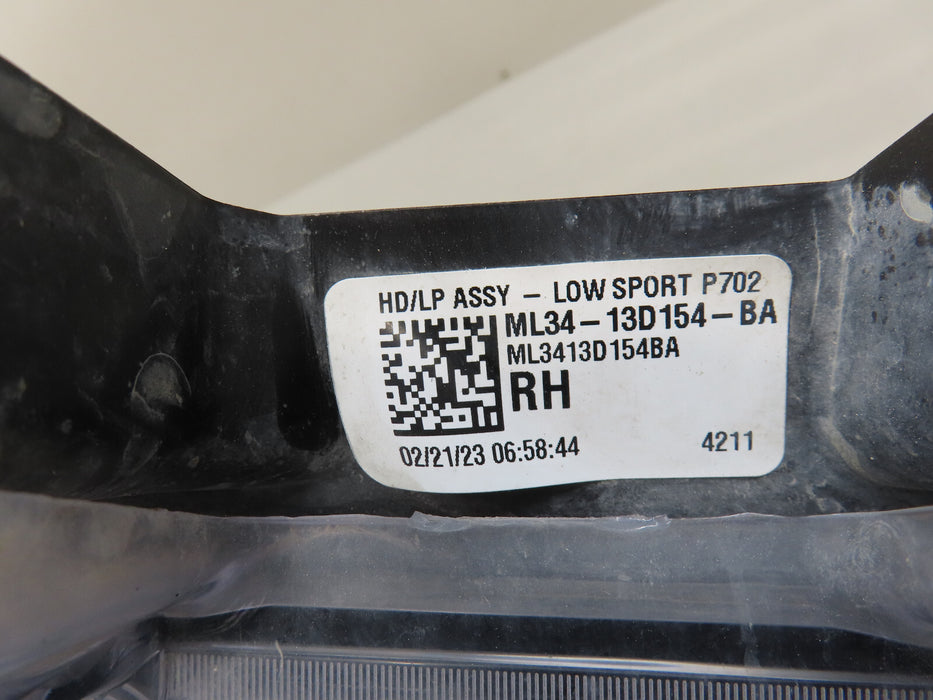 HD/LP ASSY – LOW SPORT P702
ML34–13D154–BA
ML3413D154BA
RH
02/21/23 06:58:44
4211